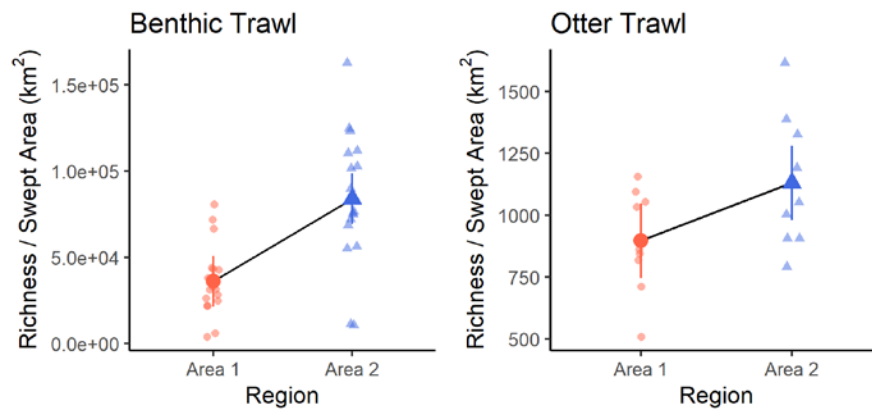 Benthic Trawl
Richness / Swept Area (km²)
1.5e+05
1.0e+05
5.0e+04
0.0e+00
Area 1 Area 2
Region
Otter Trawl
Richness / Swept Area (km²)
1500
1250
1000
750
500
Area 1 Area 2
Region